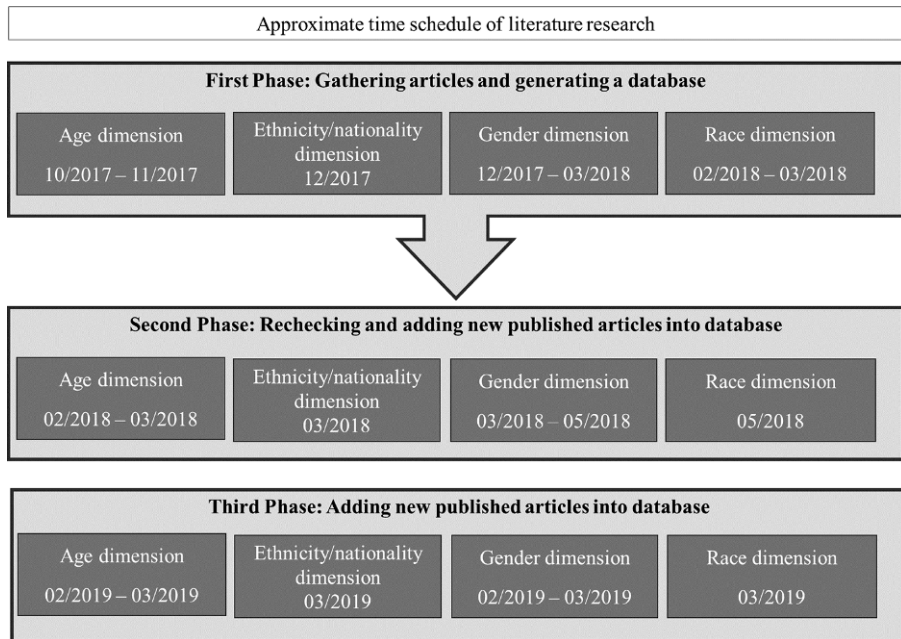 Approximate time schedule of literature research
First Phase: Gathering articles and generating a database
Age dimension
10/2017 – 11/2017
Ethnicity/nationality
dimension
12/2017
Gender dimension
12/2017 – 03/2018
Race dimension
02/2018 – 03/2018
Second Phase: Rechecking and adding new published articles into database
Age dimension
02/2018 – 03/2018
Ethnicity/nationality
dimension
03/2018
Gender dimension
03/2018 – 05/2018
Race dimension
05/2018
Third Phase: Adding new published articles into database
Age dimension
02/2019 – 03/2019
Ethnicity/nationality
dimension
03/2019
Gender dimension
02/2019 – 03/2019
Race dimension
03/2019